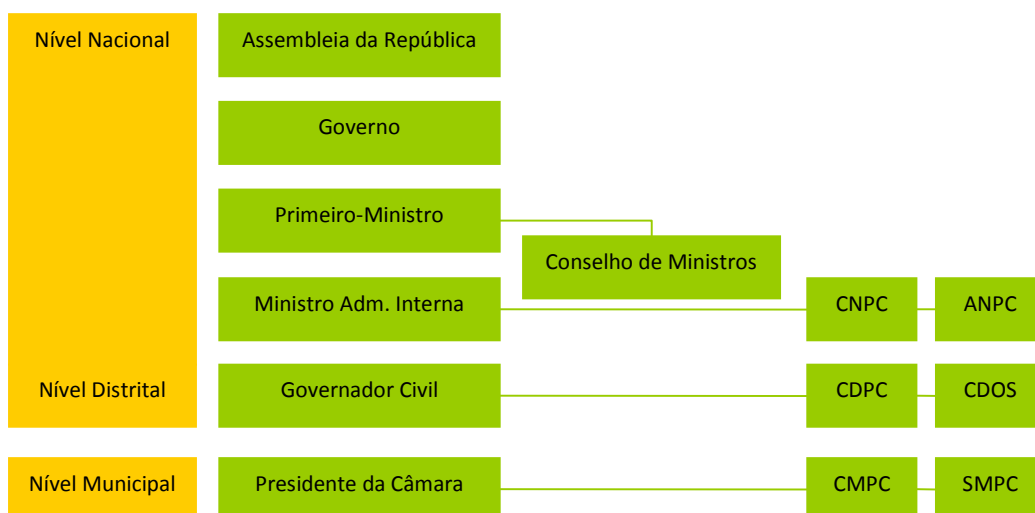 Nível Nacional
Assembleia da República
Governo
Primeiro-Ministro
Conselho de Ministros
Ministro Adm. Interna
CNPC
ANPC
Nível Distrital
Governador Civil
CDPC
CDOS
Nível Municipal
Presidente da Câmara
CMPC
SMPC